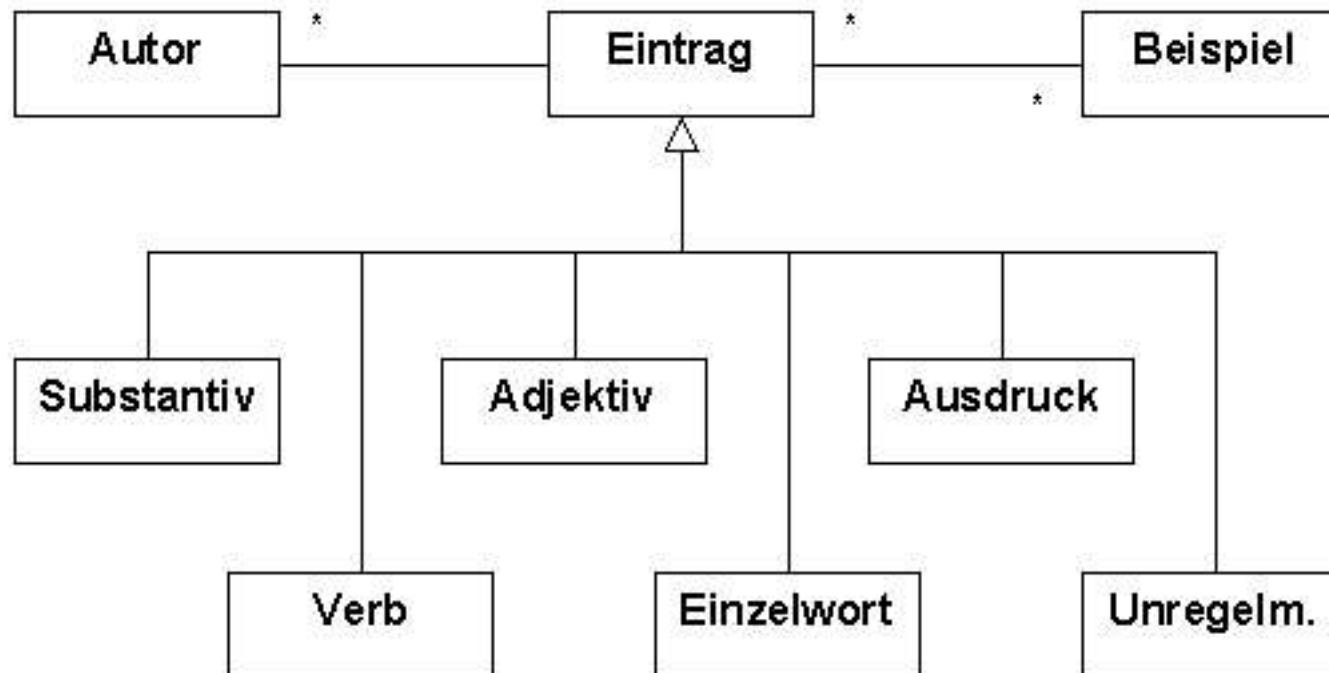 Autor * Eintrag * Beispiel
*
Substantiv Adjektiv Ausdruck
Verb Einzelwort Unregelm.